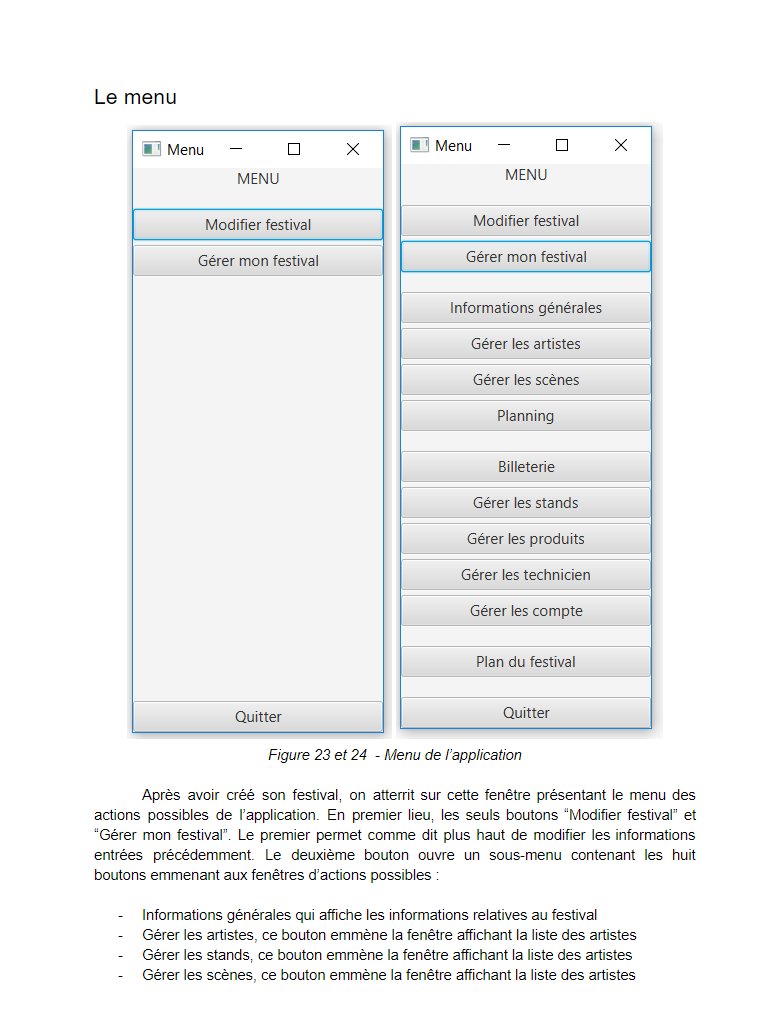 Le menu
Menu
MENU
Modifier festival
Gérer mon festival
Quitter
Menu
MENU
Modifier festival
Gérer mon festival
Informations générales
Gérer les artistes
Gérer les scènes
Planning
Billeterie
Gérer les stands
Gérer les produits
Gérer les technicien
Gérer les compte
Plan du festival
Quitter
Figure 23 et 24 - Menu de l’application
Après avoir créé son festival, on atterrit sur cette fenêtre présentant le menu des
actions possibles de l’application. En premier lieu, les seuls boutons “Modifier festival” et
“Gérer mon festival”. Le premier permet comme dit plus haut de modifier les informations
entrées précédemment. Le deuxième bouton ouvre un sous-menu contenant les huit
boutons emmenant aux fenêtres d’actions possibles :
- Informations générales qui affiche les informations relatives au festival
- Gérer les artistes, ce bouton emmène la fenêtre affichant la liste des artistes
- Gérer les stands, ce bouton emmène la fenêtre affichant la liste des artistes
- Gérer les scènes, ce bouton emmène la fenêtre affichant la liste des artistes